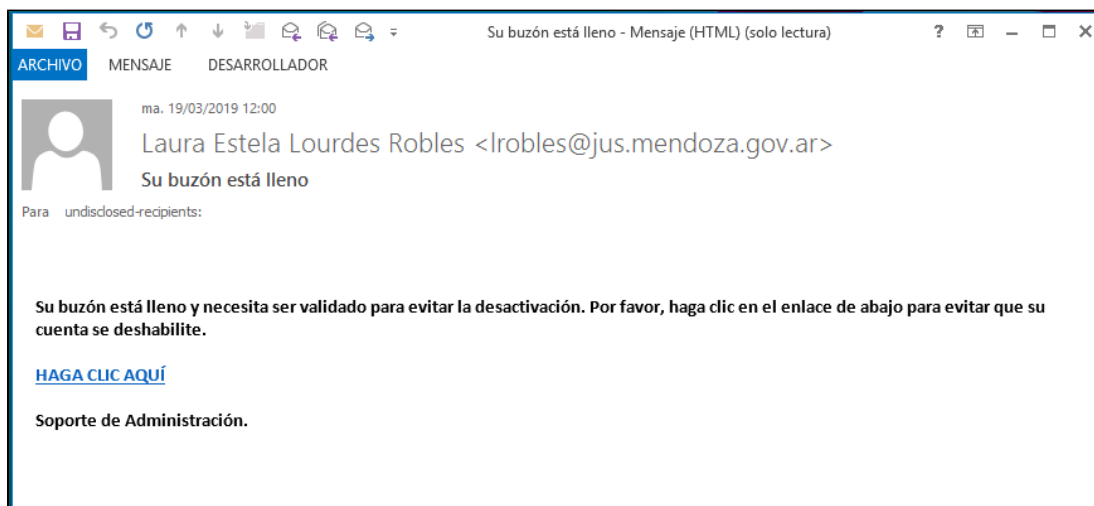 Su buzón está lleno - Mensaje (HTML) (solo lectura)
ARCHIVO MENSAJE DESARROLLADOR
ma. 19/03/2019 12:00
Laura Estela Lourdes Robles <lrobles@jus.mendoza.gov.ar>
Su buzón está lleno
Para undisclosed-recipients:
Su buzón está lleno y necesita ser validado para evitar la desactivación. Por favor, haga clic en el enlace de abajo para evitar que su
cuenta se deshabilite.
HAGA CLIC AQUÍ
Soporte de Administración.